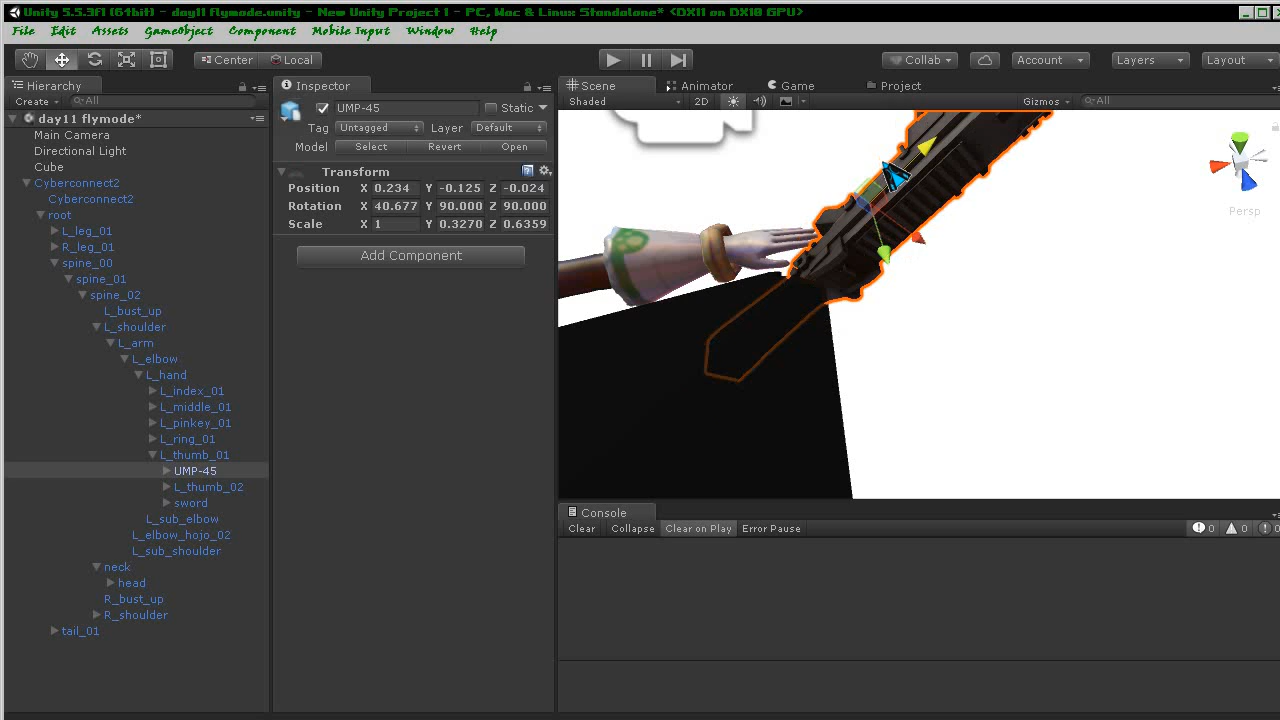 Unity 5.5.3f1 (64bit) - day11 flymode.unity - New Unity Project 1 - PC, Mac & Linux Standalone* <DX11 on DX10 GPU>
File Edit Assets GameObject Component Mobile Input Window Help
Center Local Collab Account Layers Layout
Hierarchy
Create All
day11 flymode*
Main Camera
Directional Light
Cube
Cyberconnect2
Cyberconnect2
root
L_leg_01
R_leg_01
spine_00
spine_01
spine_02
L_bust_up
L_shoulder
L_arm
L_elbow
L_hand
L_index_01
L_middle_01
L_pinkey_01
L_ring_01
L_thumb_01
UMP-45
L_thumb_02
sword
L_sub_elbow
L_elbow_hojo_02
L_sub_shoulder
neck
head
R_bust_up
R_shoulder
tail_01
Inspector
UMP-45 Static
Tag Untagged Layer Default
Model Select Revert Open
Transform
Position X 0.234 Y -0.125 Z -0.024
Rotation X 40.677 Y 90.000 Z 90.000
Scale X 1 Y 0.3270 Z 0.6359
Add Component
Scene Animator Game Project
Shaded 2D Gizmos All
Persp
Console
Clear Collapse Clear on Play Error Pause 0 0 0